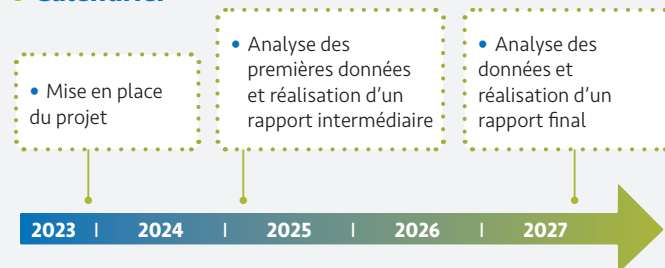 • Mise en place
du projet
• Analyse des
premières données
et réalisation d’un
rapport intermédiaire
• Analyse des
données et
réalisation d’un
rapport final
2023 | 2024 | 2025 | 2026 | 2027